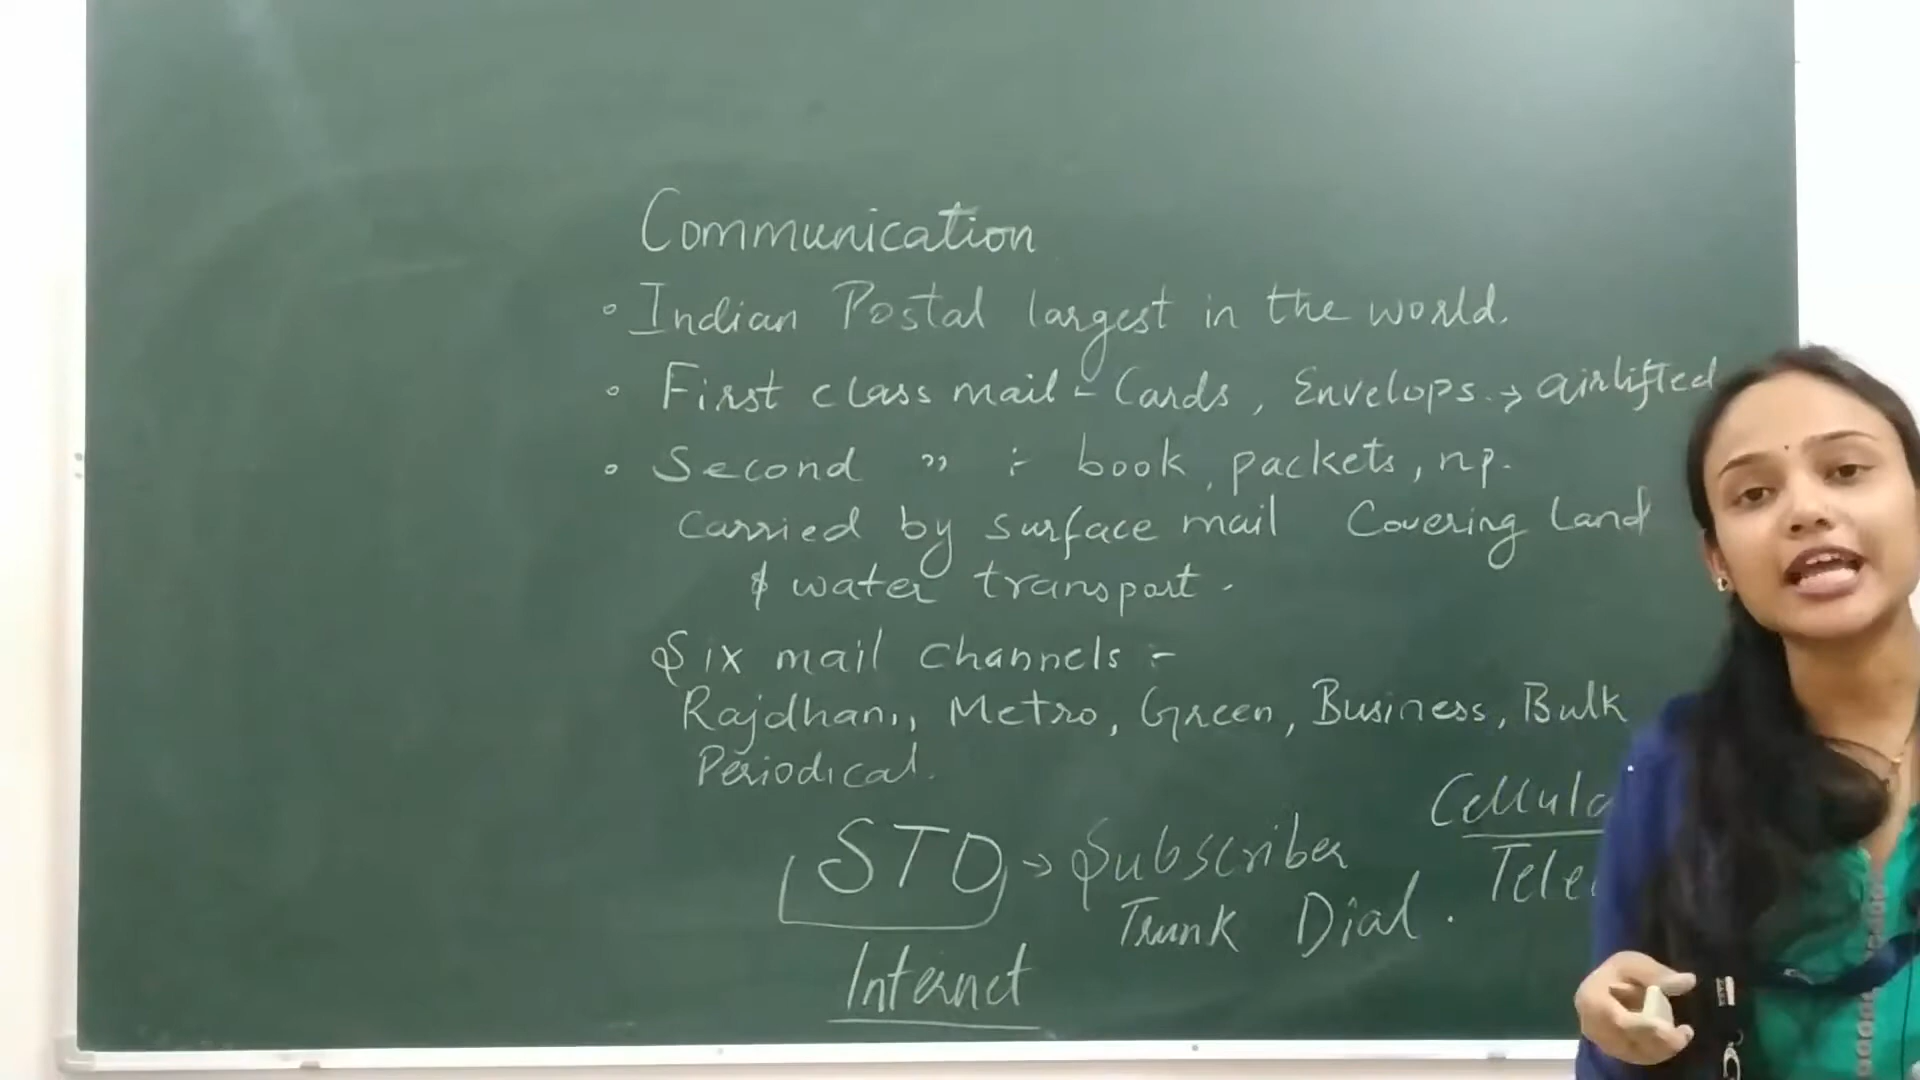 Communication
• Indian Postal largest in the world.
• First class mail - Cards, Envelops. → airlifted
• Second " :- book, packets, np.
Carried by surface mail Covering Land
& water transport.
Six mail channels :-
Rajdhani, Metro, Green, Business, Bulk
Periodical.
STD → Subscriber
Trunk Dial.
Internet